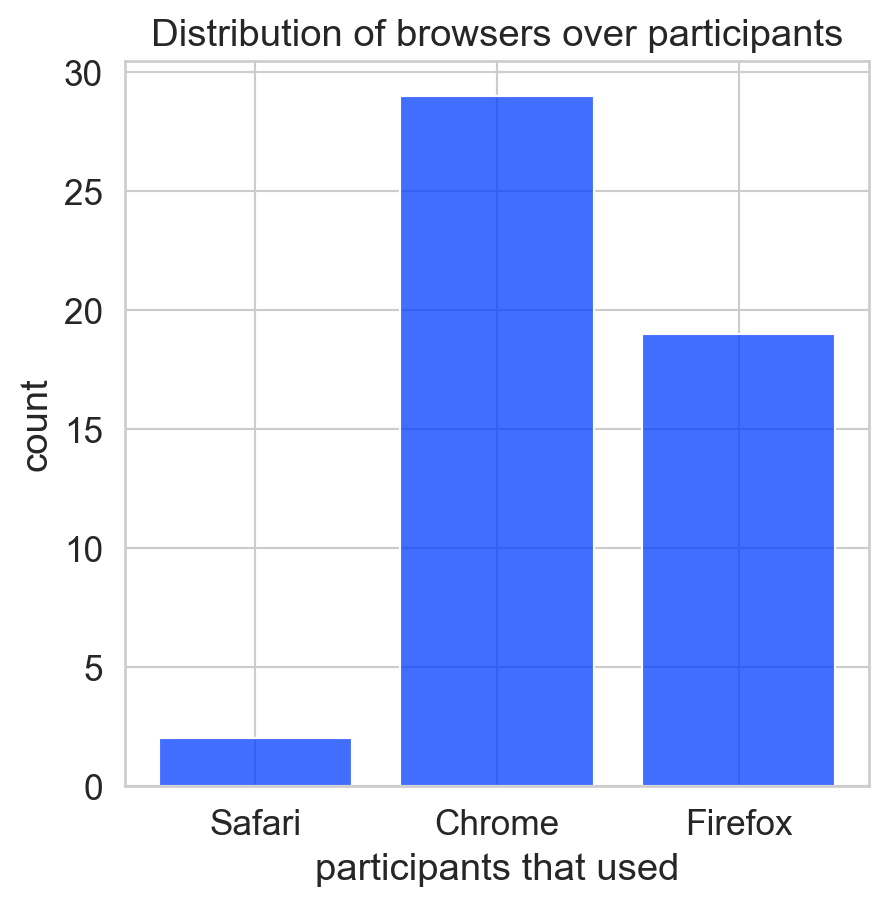 Distribution of browsers over participants
30
25
20
15
10
5
0
count
Safari Chrome Firefox
participants that used